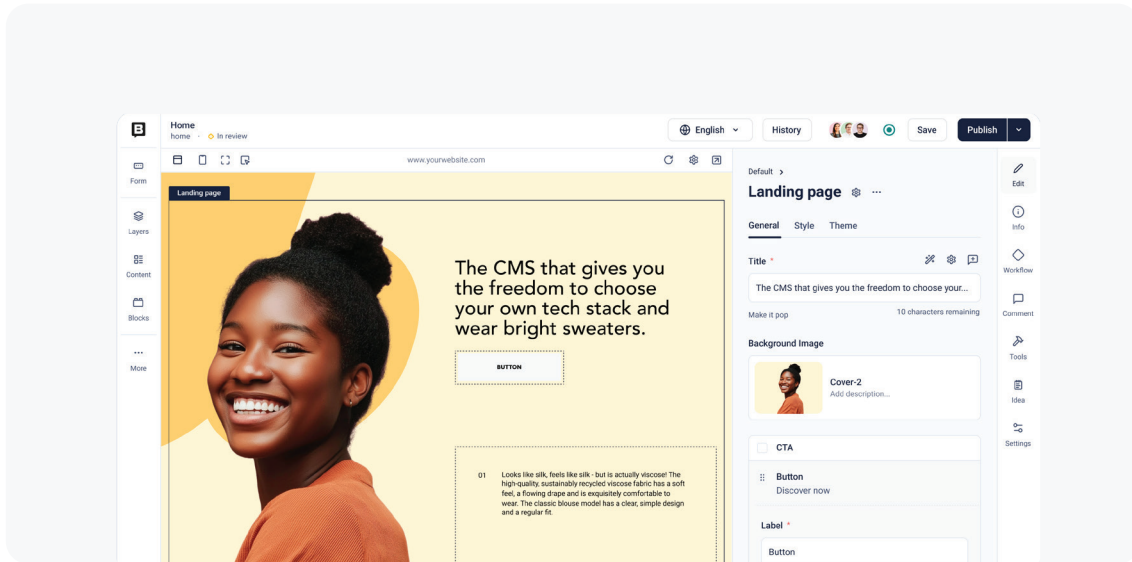 Home
home
In review
English
History
Save
Publish
www.yourwebsite.com
Form
Layers
Content
Blocks
More
Landing page
The CMS that gives you
the freedom to choose
your own tech stack and
wear bright sweaters.
BUTTON
01 Looks like silk, feels like silk - but is actually viscose! The
high-quality, sustainably recycled viscose fabric has a soft
feel, a flowing drape and is exquisitely comfortable to
wear. The classic blouse model has a clear, simple design
and a regular fit.
Default
Landing page
General Style Theme
Title *
The CMS that gives you the freedom to choose your...
Make it pop
10 characters remaining
Background Image
Cover-2
Add description...
CTA
Button
Discover now
Label *
Button
Edit
Info
Workflow
Comment
Tools
Idea
Settings